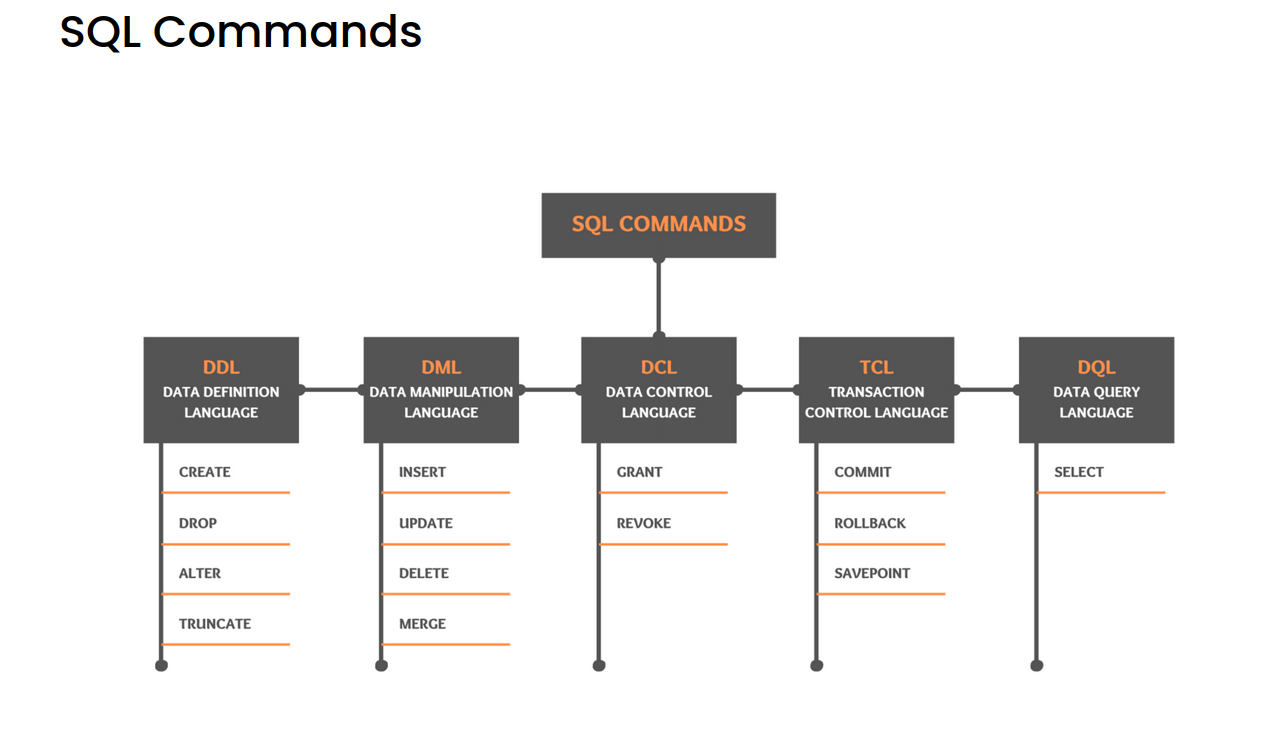 SQL Commands
SQL COMMANDS
DDL
DATA DEFINITION
LANGUAGE
CREATE
DROP
ALTER
TRUNCATE
DML
DATA MANIPULATION
LANGUAGE
INSERT
UPDATE
DELETE
MERGE
DCL
DATA CONTROL
LANGUAGE
GRANT
REVOKE
TCL
TRANSACTION
CONTROL LANGUAGE
COMMIT
ROLLBACK
SAVEPOINT
DQL
DATA QUERY
LANGUAGE
SELECT